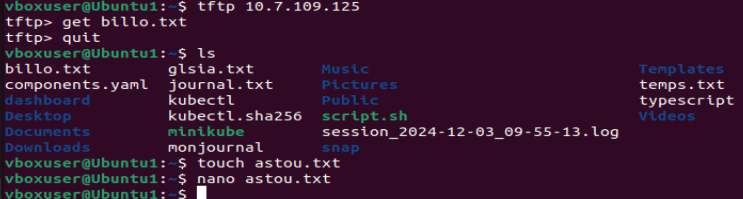 vboxuser@Ubuntu1:~$ tftp 10.7.109.125
tftp> get billo.txt
tftp> quit
vboxuser@Ubuntu1:~$ ls
billo.txt glsia.txt Music Templates
components.yaml journal.txt Pictures temps.txt
dashboard kubectl Public typescript
Desktop kubectl.sha256 script.sh Videos
Documents minikube session_2024-12-03_09-55-13.log
Downloads monjournal snap
vboxuser@Ubuntu1:~$ touch astou.txt
vboxuser@Ubuntu1:~$ nano astou.txt
vboxuser@Ubuntu1:~$